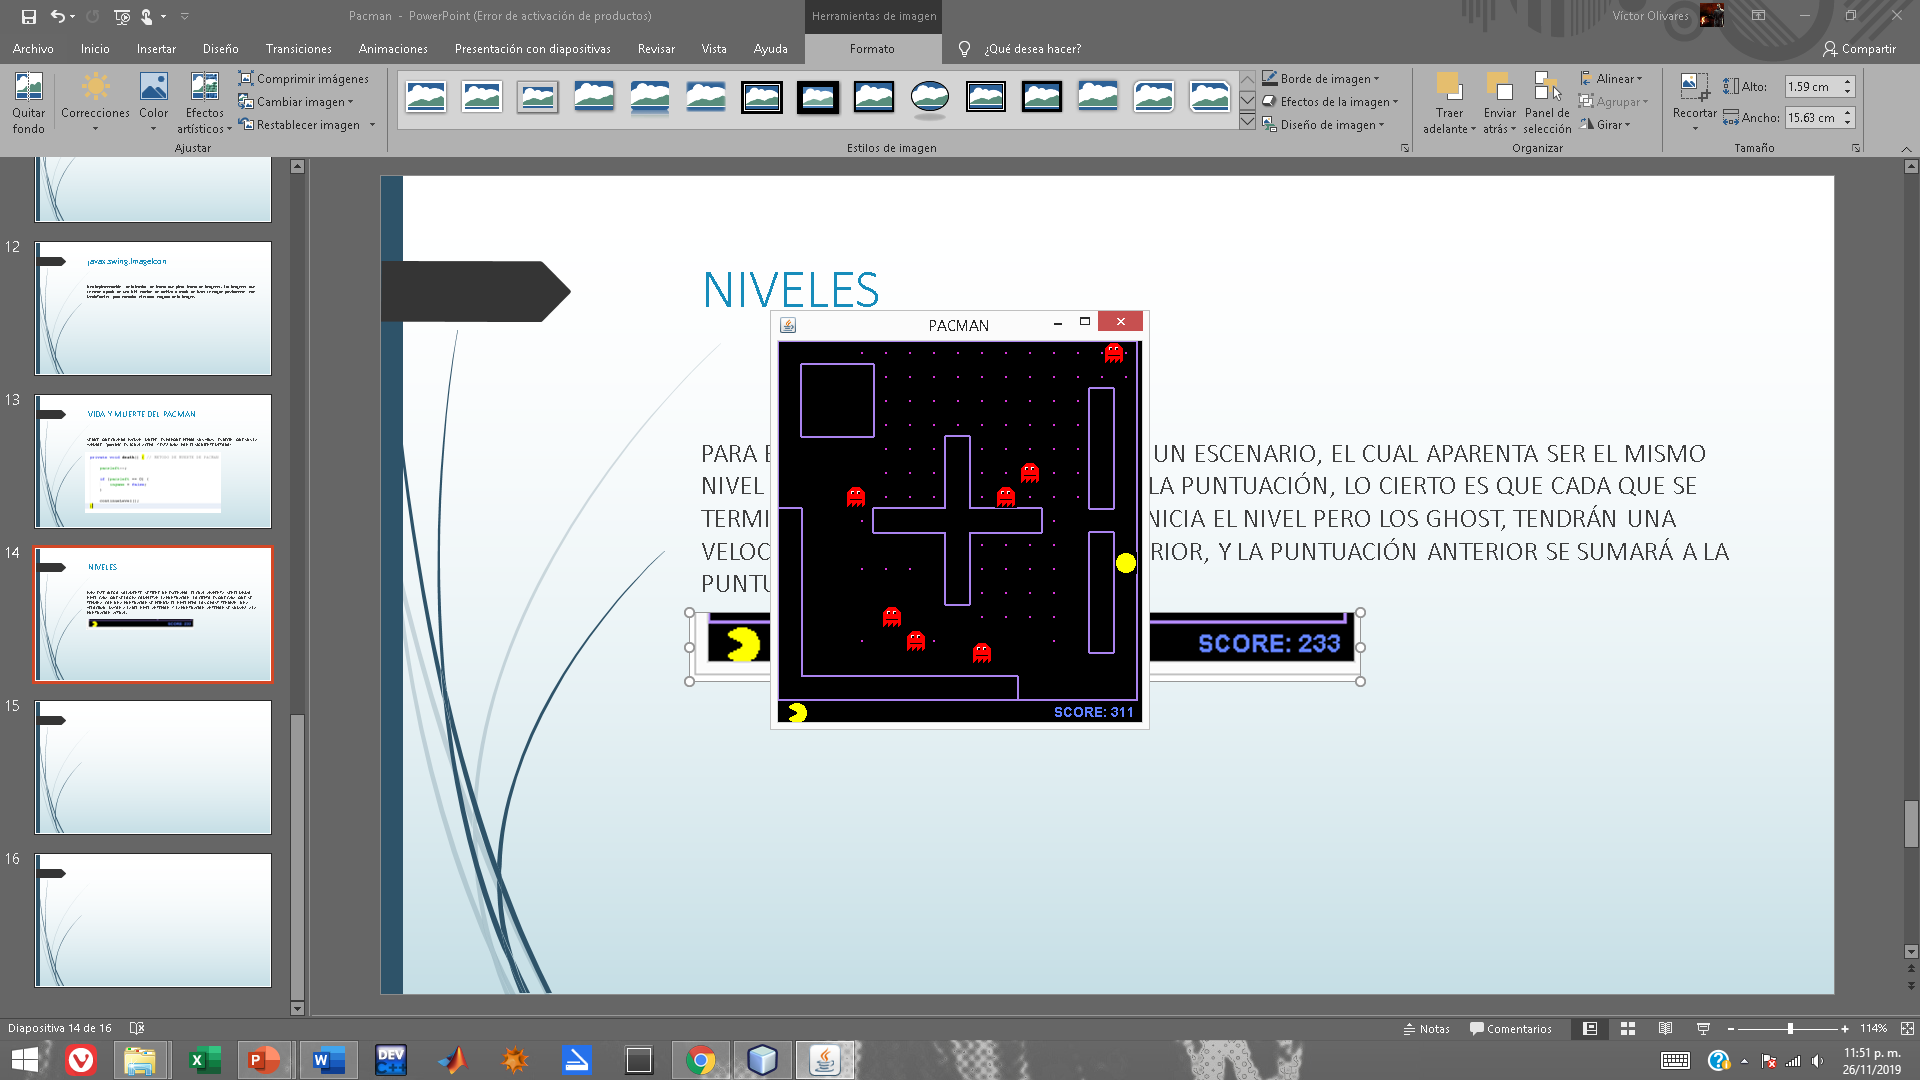 Pacman - PowerPoint (Error de activación de productos)
Herramientas de imagen
Víctor Olivares
Archivo
Inicio
Insertar
Diseño
Transiciones
Animaciones
Presentación con diapositivas
Revisar
Vista
Ayuda
Formato
¿Qué desea hacer?
Compartir
Quitar fondo
Correcciones
Color
Efectos artísticos
Comprimir imágenes
Cambiar imagen
Restablecer imagen
Ajustar
Estilos de imagen
Borde de imagen
Efectos de la imagen
Diseño de imagen
Traer adelante
Enviar atrás
Panel de selección
Alinear
Agrupar
Girar
Organizar
Recortar
Alto: 1.59 cm
Ancho: 15.63 cm
Tamaño
12
javax.swing.ImageIcon
13
VIDA Y MUERTE DEL PACMAN
14
NIVELES
15
16
NIVELES
PARA
UN ESCENARIO, EL CUAL APARENTA SER EL MISMO
NIVEL
LA PUNTUACIÓN, LO CIERTO ES QUE CADA QUE SE
TERMI
NICIA EL NIVEL PERO LOS GHOST, TENDRÁN UNA
VELOC
RIOR, Y LA PUNTUACIÓN ANTERIOR SE SUMARÁ A LA
PUNTU
SCORE: 233
PACMAN
SCORE: 311
Diapositiva 14 de 16
Notas
Comentarios
114%
DEV C++
11:51 p. m.
26/11/2019